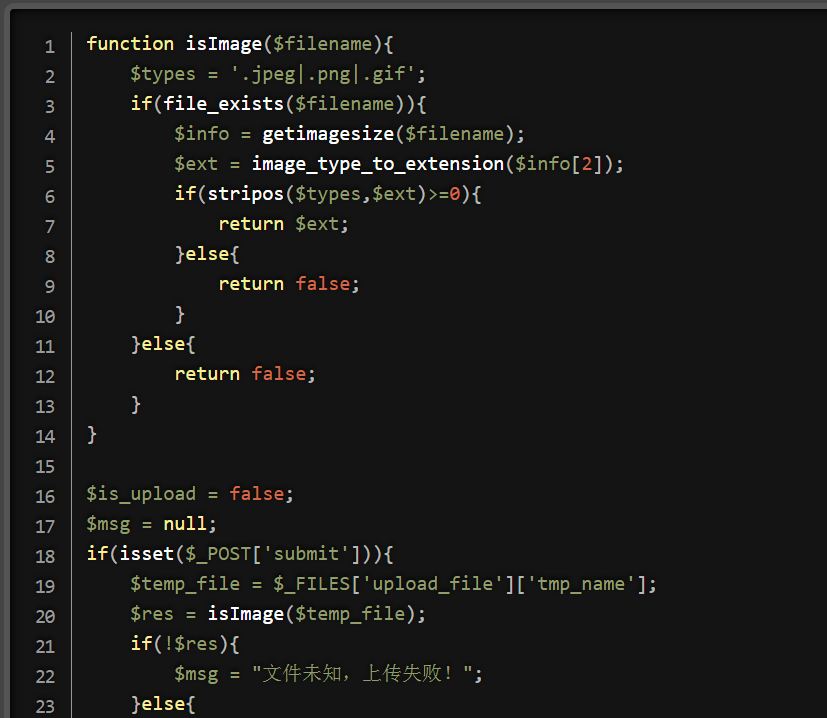 1 function isImage($filename){
2     $types = '.jpeg|.png|.gif';
3     if(file_exists($filename)){
4         $info = getimagesize($filename);
5         $ext = image_type_to_extension($info[2]);
6         if(stripos($types,$ext)>=0){
7             return $ext;
8         }else{
9             return false;
10         }
11     }else{
12         return false;
13     }
14 }
15
16 $is_upload = false;
17 $msg = null;
18 if(isset($_POST['submit'])){
19     $temp_file = $_FILES['upload_file']['tmp_name'];
20     $res = isImage($temp_file);
21     if(!$res){
22         $msg = "文件未知，上传失败！";
23     }else{